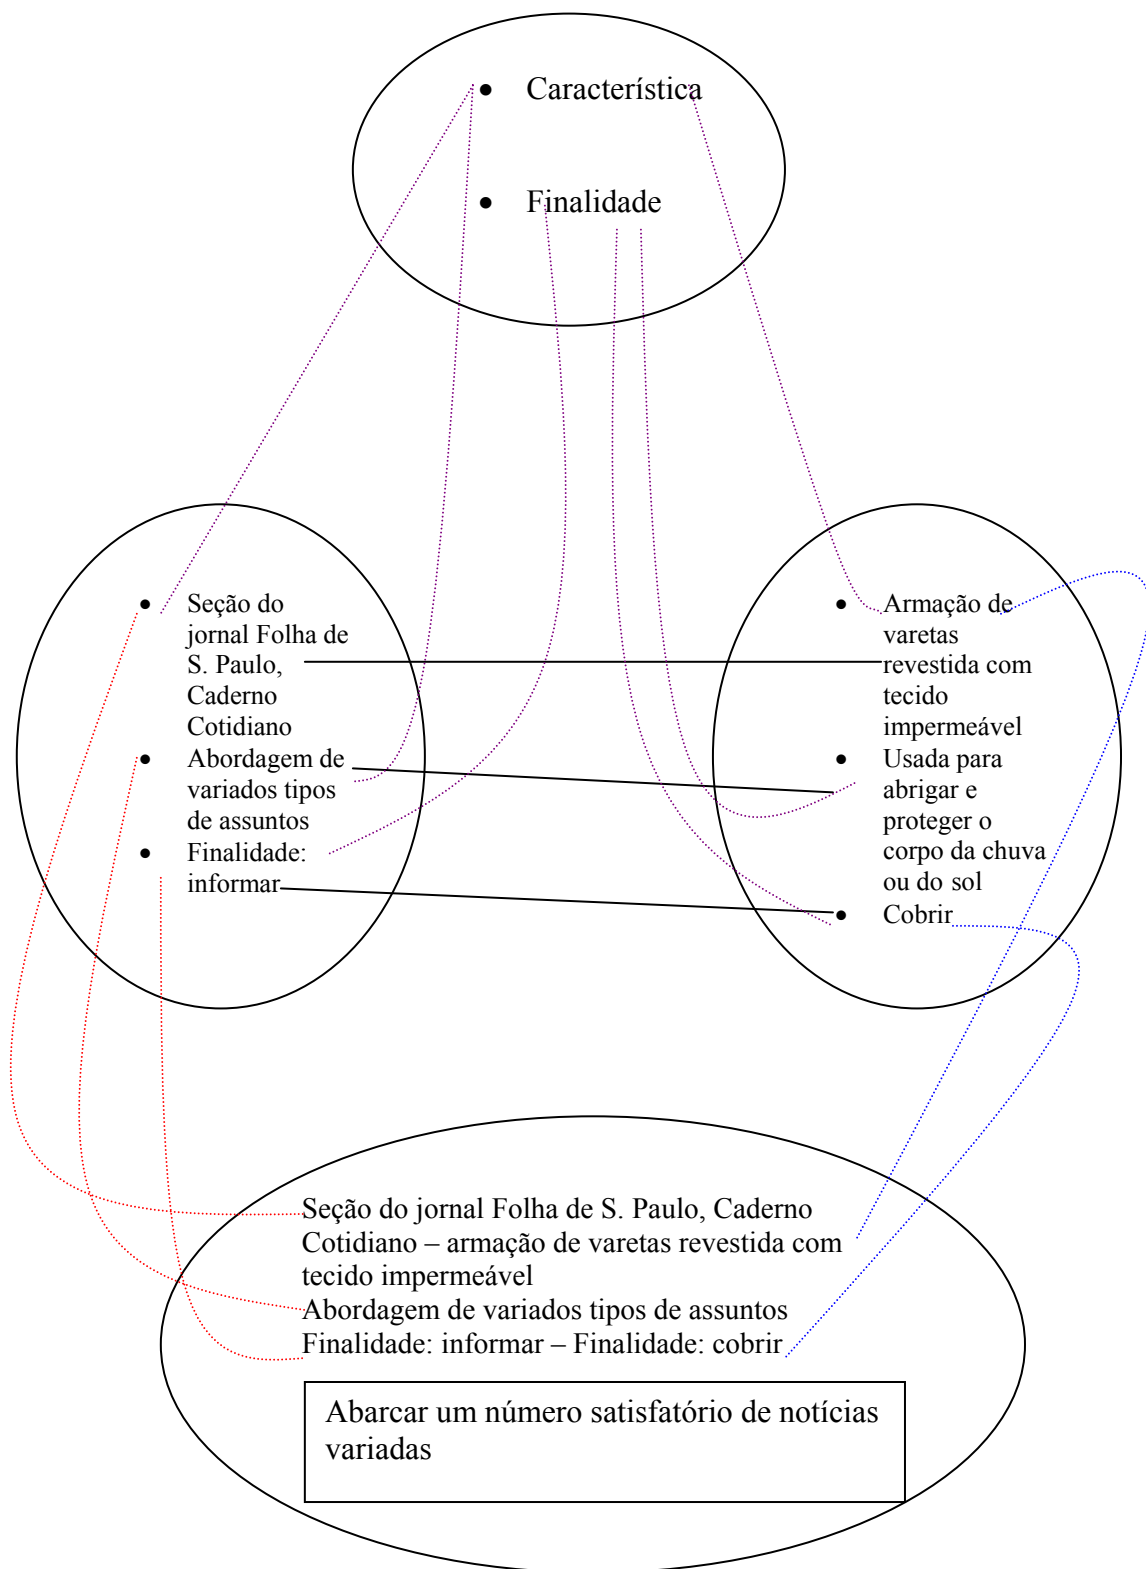 • Característica
• Finalidade
• Seção do
jornal Folha de
S. Paulo,
Caderno
Cotidiano
• Abordagem de
variados tipos
de assuntos
• Finalidade:
informar
• Armação de
varetas
revestida com
tecido
impermeável
• Usada para
abrigar e
proteger o
corpo da chuva
ou do sol
• Cobrir
Seção do jornal Folha de S. Paulo, Caderno
Cotidiano – armação de varetas revestida com
tecido impermeável
Abordagem de variados tipos de assuntos
Finalidade: informar – Finalidade: cobrir
Abarcar um número satisfatório de notícias
variadas